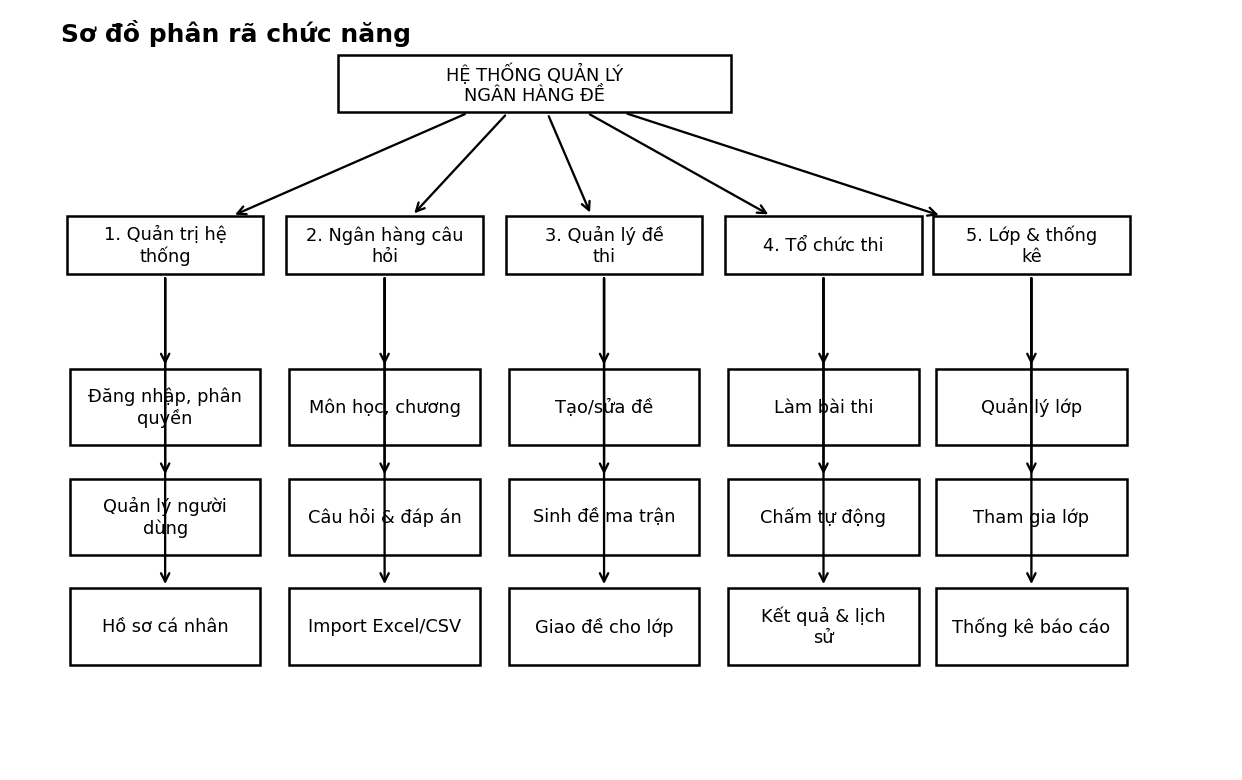 Sơ đồ phân rã chức năng
HỆ THỐNG QUẢN LÝ
NGÂN HÀNG ĐỀ
1. Quản trị hệ
thống
2. Ngân hàng câu
hỏi
3. Quản lý đề
thi
4. Tổ chức thi
5. Lớp & thống
kê
Đăng nhập, phân
quyền
Môn học, chương
Tạo/sửa đề
Làm bài thi
Quản lý lớp
Quản lý người
dùng
Câu hỏi & đáp án
Sinh đề ma trận
Chấm tự động
Tham gia lớp
Hồ sơ cá nhân
Import Excel/CSV
Giao đề cho lớp
Kết quả & lịch
sử
Thống kê báo cáo